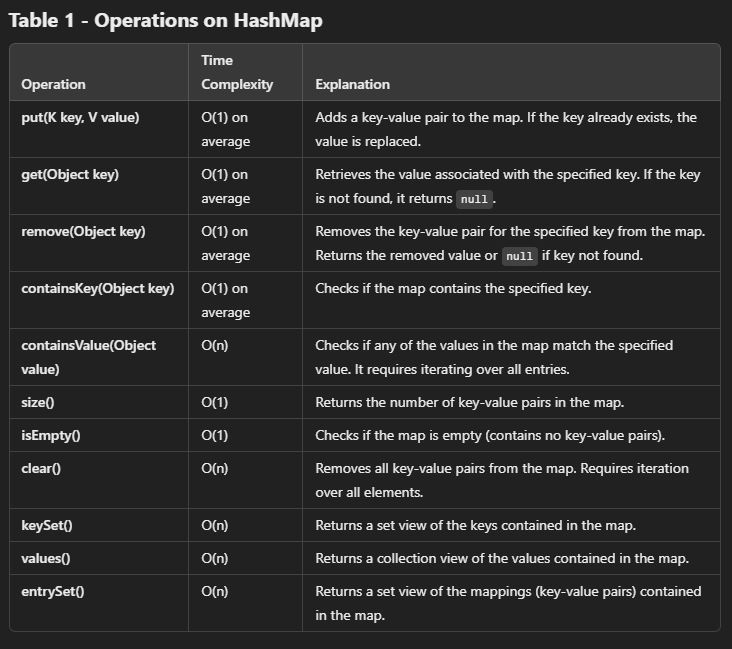 Table 1 - Operations on HashMap
Time
Operation Complexity Explanation
put(K key, V value) O(1) on Adds a key-value pair to the map. If the key already exists, the
average value is replaced.
get(Object key) O(1) on Retrieves the value associated with the specified key. If the key
average is not found, it returns null.
remove(Object key) O(1) on Removes the key-value pair for the specified key from the map.
average Returns the removed value or null if key not found.
containsKey(Object key) O(1) on Checks if the map contains the specified key.
average
containsValue(Object O(n) Checks if any of the values in the map match the specified
value) value. It requires iterating over all entries.
size() O(1) Returns the number of key-value pairs in the map.
isEmpty() O(1) Checks if the map is empty (contains no key-value pairs).
clear() O(n) Removes all key-value pairs from the map. Requires iteration
over all elements.
keySet() O(n) Returns a set view of the keys contained in the map.
values() O(n) Returns a collection view of the values contained in the map.
entrySet() O(n) Returns a set view of the mappings (key-value pairs) contained
in the map.